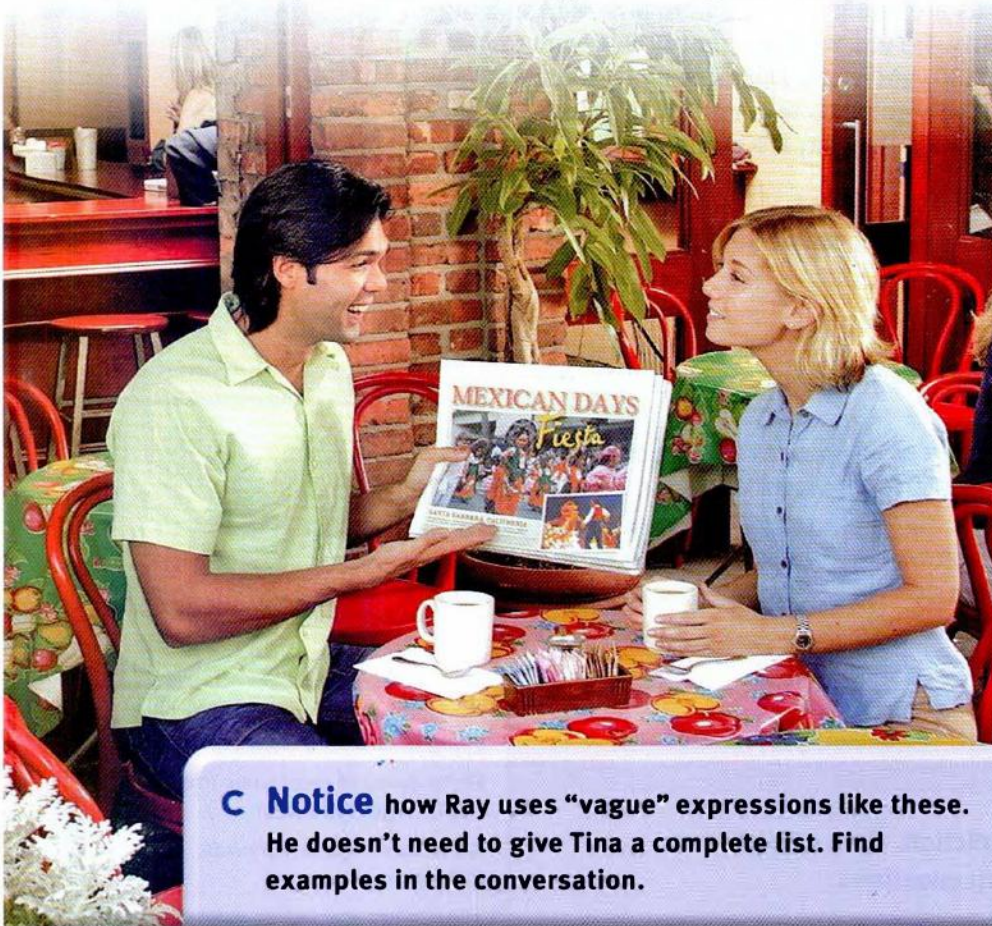 MEXICAN DAYS
Fiesta
SANTA BARBARA, CALIFORNIA
C Notice how Ray uses “vague” expressions like these.
He doesn’t need to give Tina a complete list. Find
examples in the conversation.